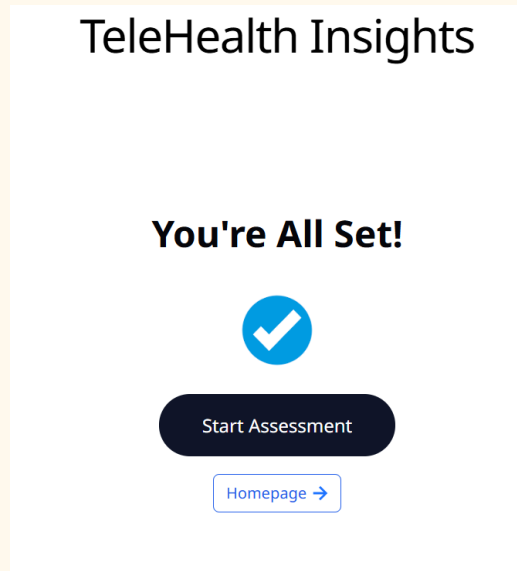 TeleHealth Insights
You're All Set!
Start Assessment
Homepage →